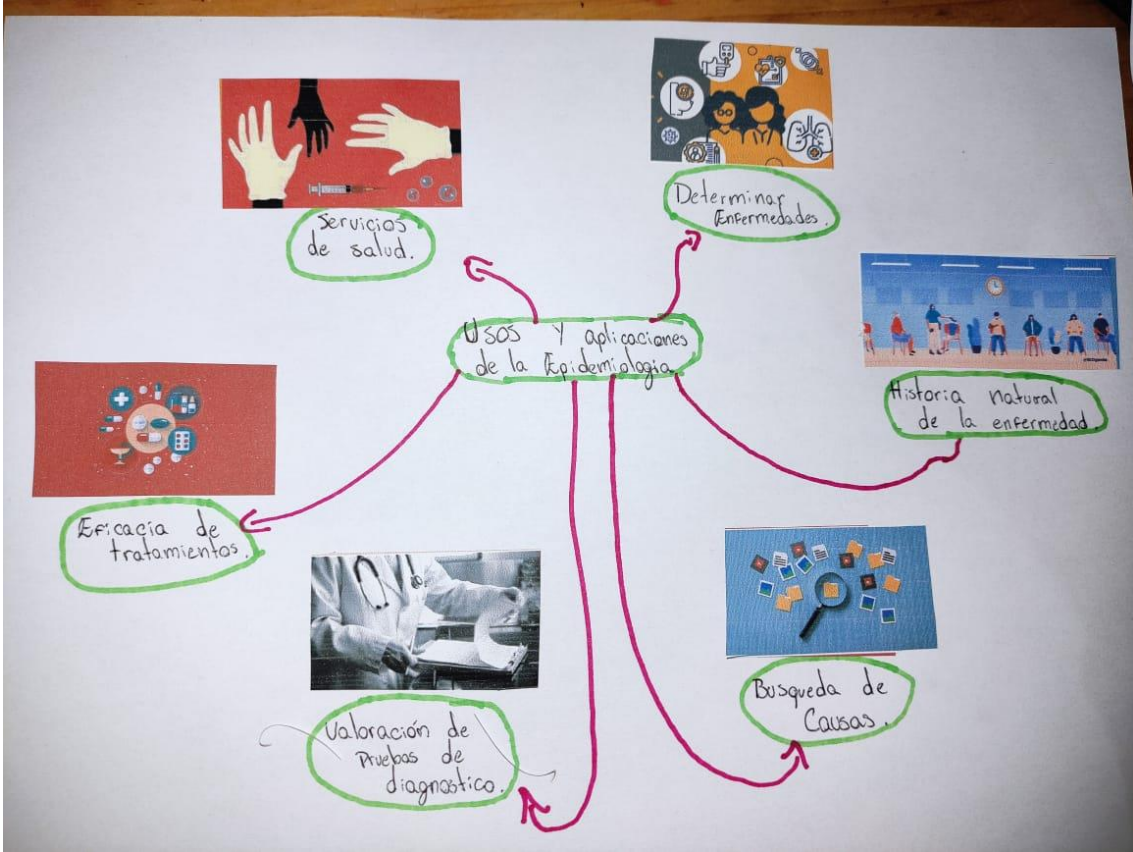 Servicios
de salud.
Determinar
Enfermedades.
Usos y aplicaciones
de la Epidemiologia.
Historia natural
de la enfermedad.
Eficacia de
tratamientos.
Busqueda de
Causas.
Valoración de
Pruebas de
diagnostico.